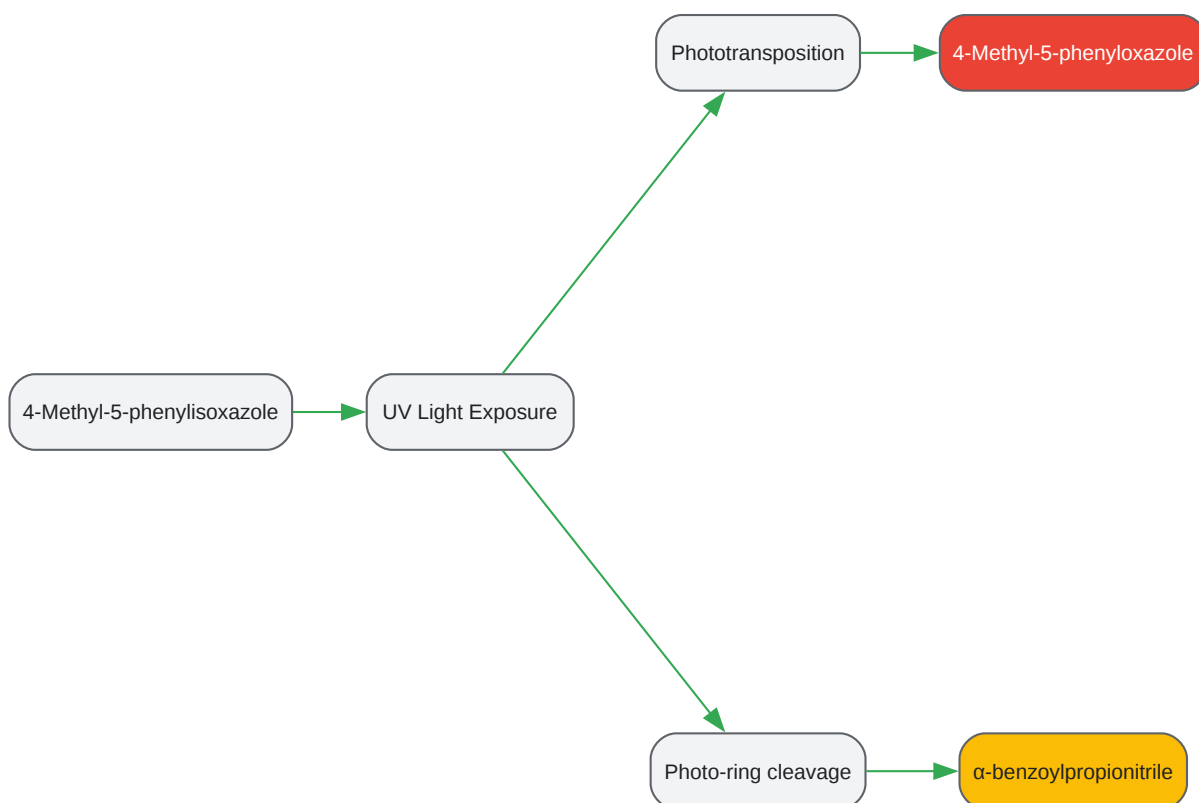 Phototransposition
4-Methyl-5-phenyloxazole
4-Methyl-5-phenylisoxazole
UV Light Exposure
Photo-ring cleavage
α-benzoylpropionitrile